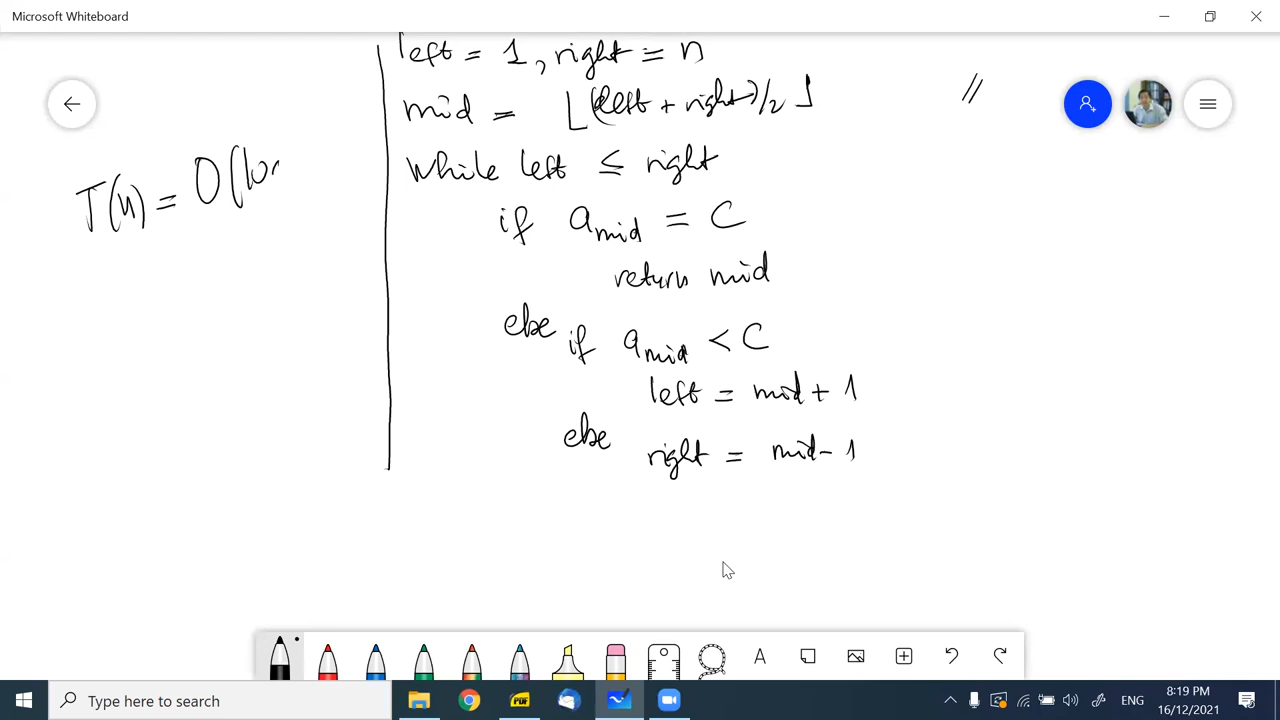 Microsoft Whiteboard
left = 1, right = n
mid = ⌊(left + right)/2⌋
While left ≤ right
if a_mid = C
return mid
else if a_mid < C
left = mid + 1
else right = mid - 1
//
T(n) = O(lo
A
Type here to search
PDF
ENG
8:19 PM
16/12/2021